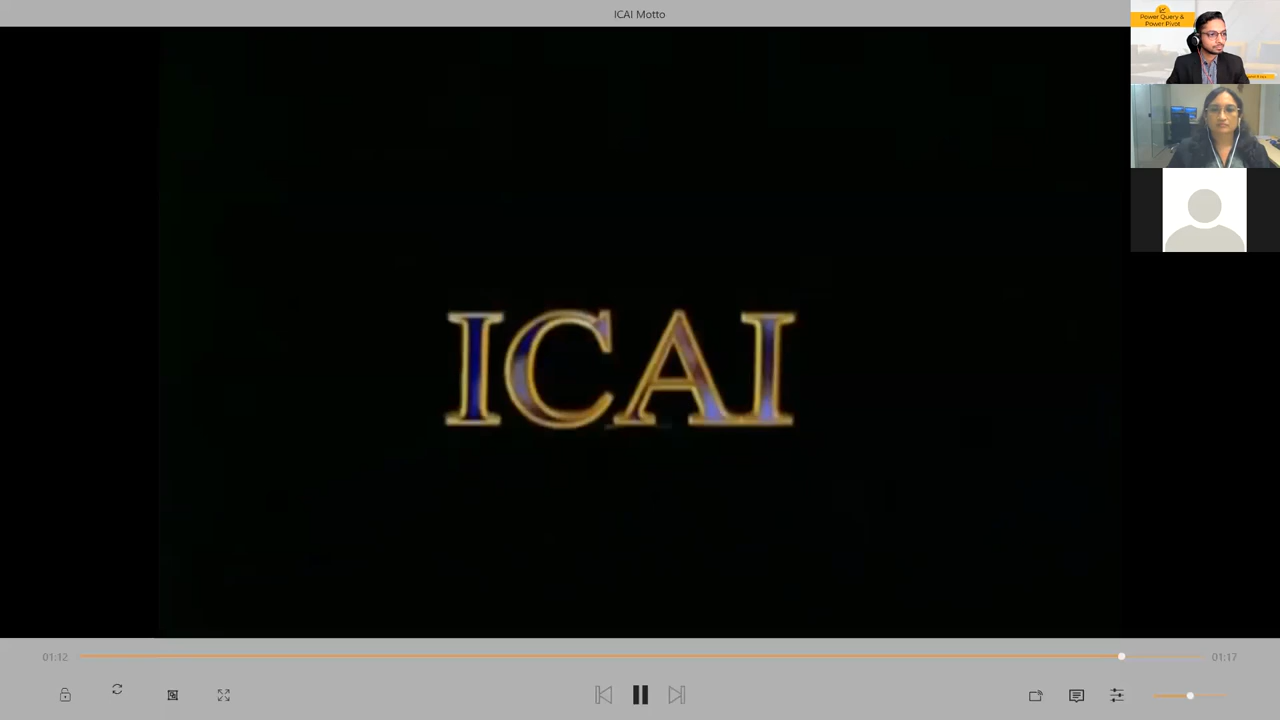 ICAI Motto
Power Query &
Power Pivot
ICAI
01:12
01:17